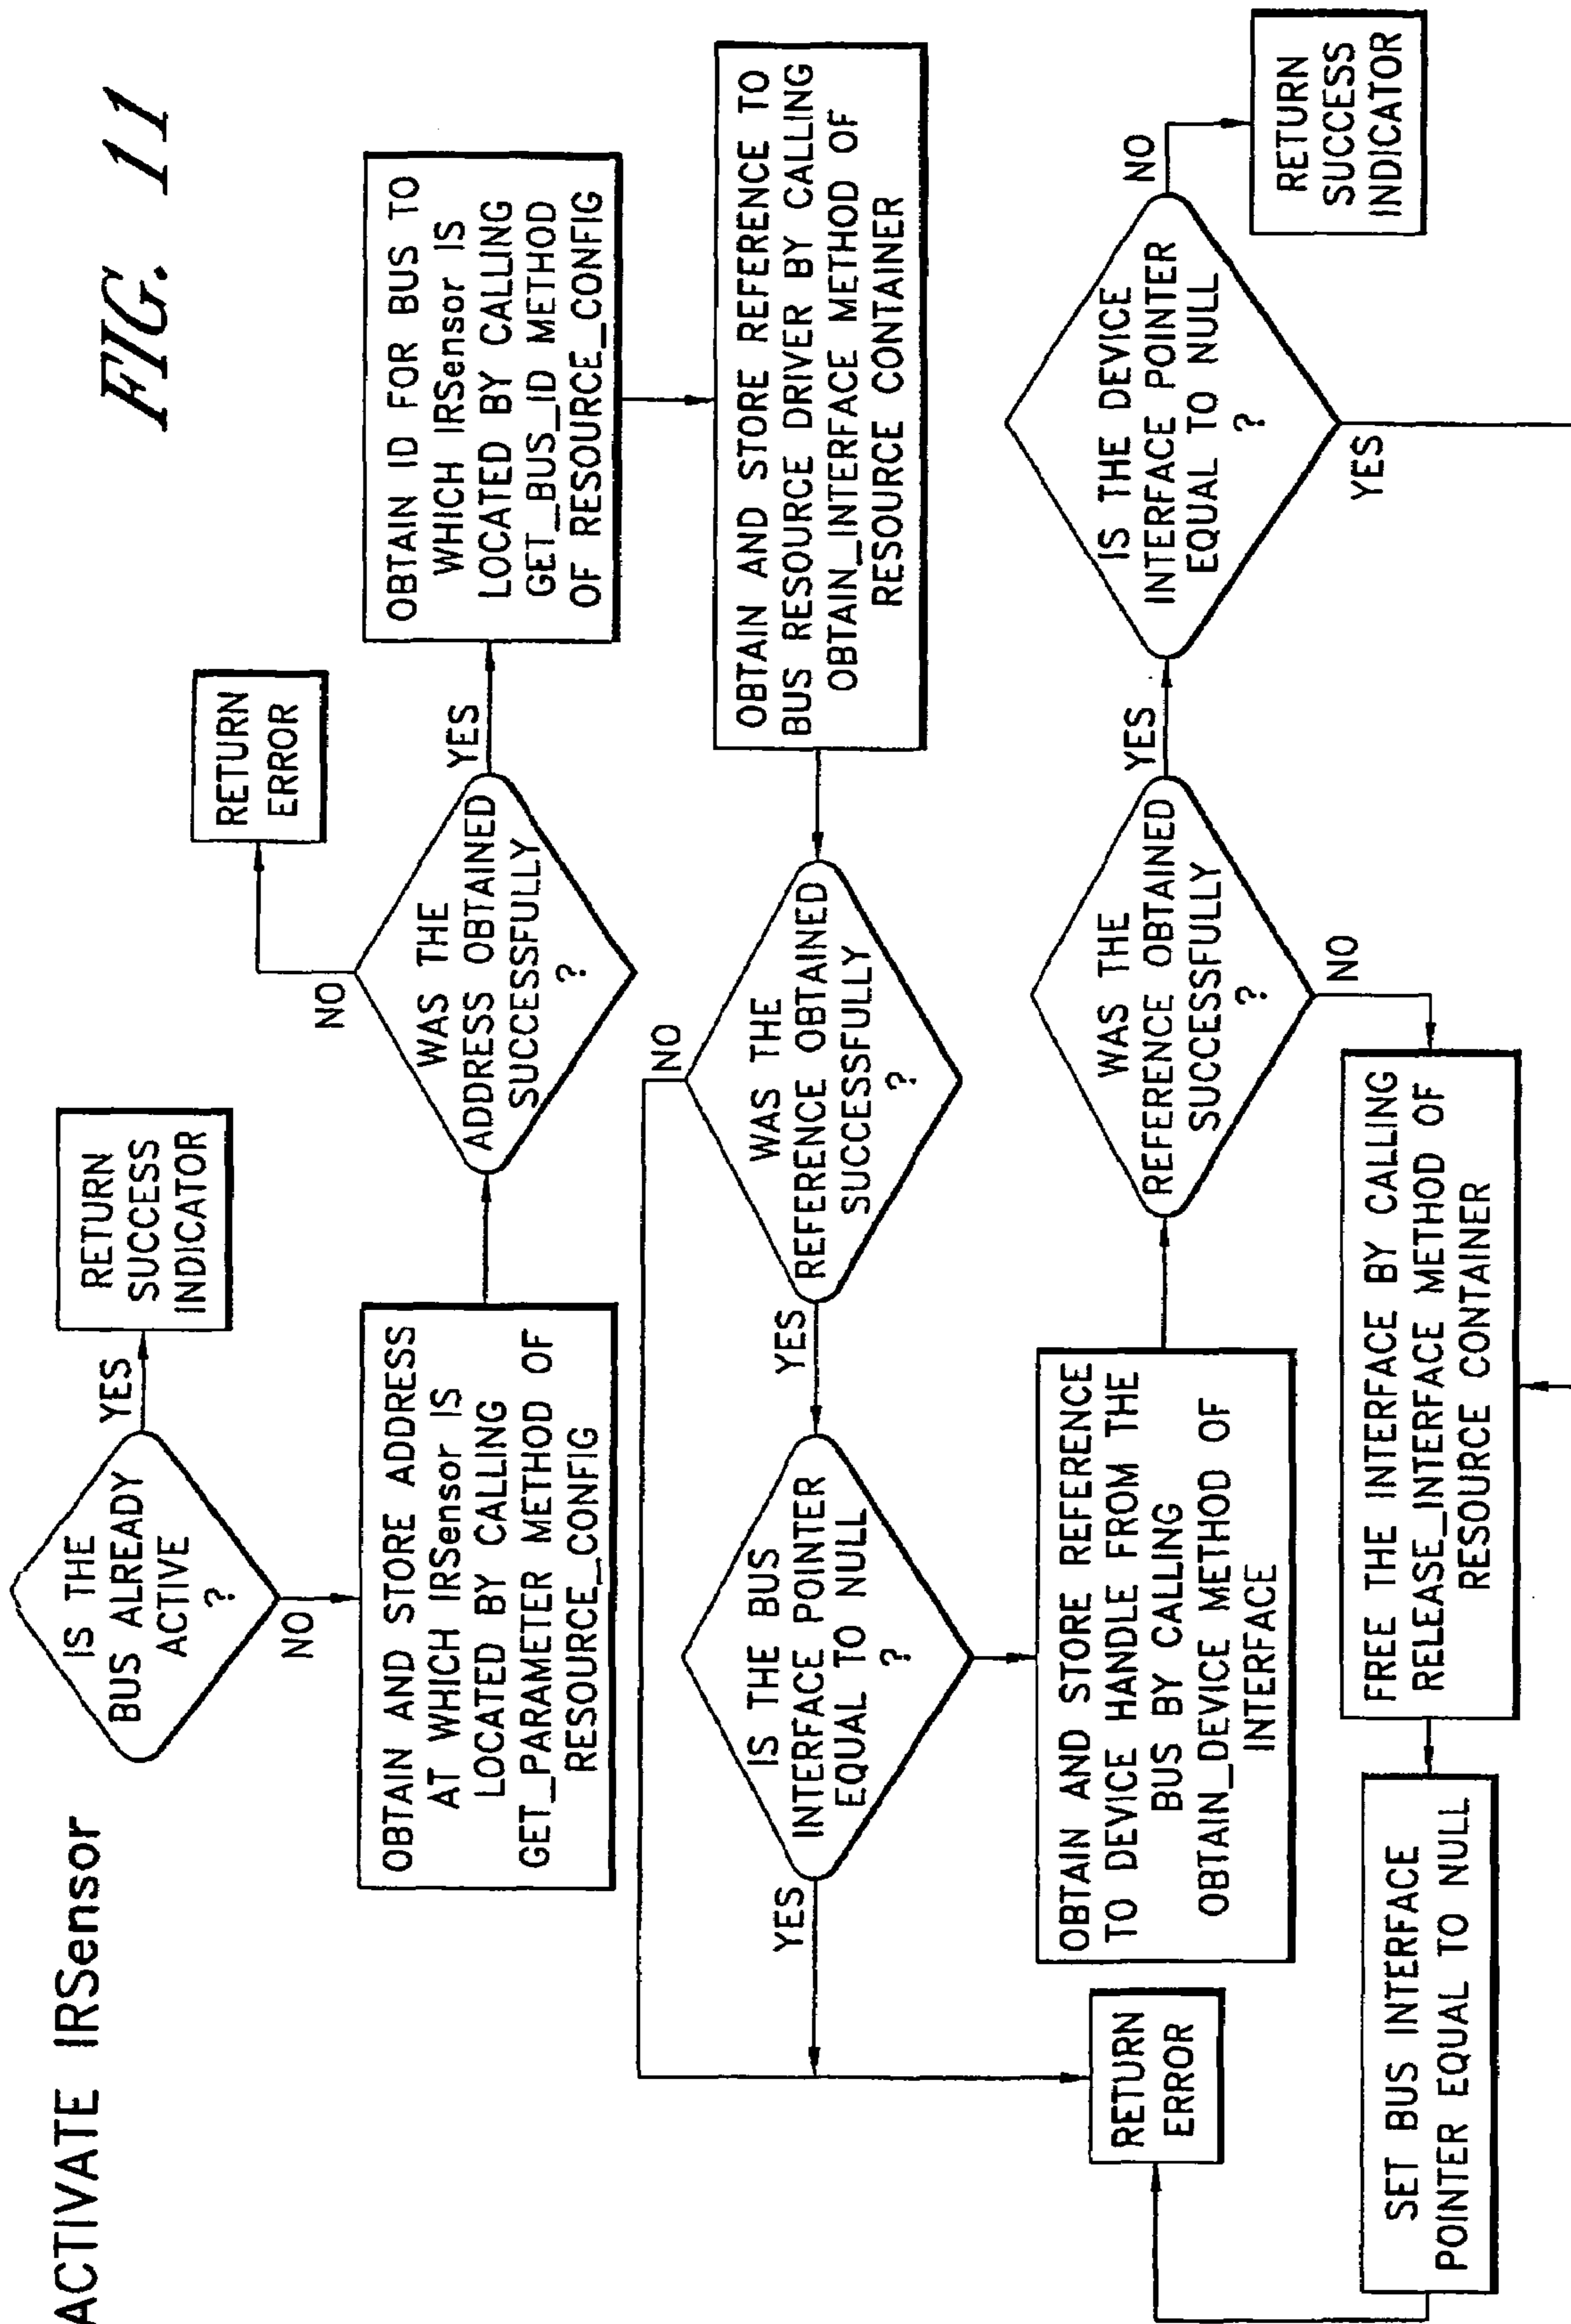 ACTIVATE IRSensor
FIG. 11
IS THE
BUS ALREADY
ACTIVE
?
YES
RETURN
SUCCESS
INDICATOR
NO
OBTAIN AND STORE ADDRESS
AT WHICH IRSensor IS
LOCATED BY CALLING
GET_PARAMETER METHOD OF
RESOURCE_CONFIG
WAS THE
ADDRESS OBTAINED
SUCCESSFULLY
?
NO
RETURN
ERROR
YES
OBTAIN ID FOR BUS TO
WHICH IRSensor IS
LOCATED BY CALLING
GET_BUS_ID METHOD
OF RESOURCE_CONFIG
OBTAIN AND STORE REFERENCE TO
BUS RESOURCE DRIVER BY CALLING
OBTAIN_INTERFACE METHOD OF
RESOURCE CONTAINER
WAS THE
REFERENCE OBTAINED
SUCCESSFULLY
?
NO
YES
IS THE BUS
INTERFACE POINTER
EQUAL TO NULL
?
YES
OBTAIN AND STORE REFERENCE
TO DEVICE HANDLE FROM THE
BUS BY CALLING
OBTAIN_DEVICE METHOD OF
INTERFACE
RETURN
ERROR
WAS THE
REFERENCE OBTAINED
SUCCESSFULLY
?
YES
NO
IS THE DEVICE
INTERFACE POINTER
EQUAL TO NULL
?
NO
RETURN
SUCCESS
INDICATOR
YES
FREE THE INTERFACE BY CALLING
RELEASE_INTERFACE METHOD OF
RESOURCE CONTAINER
SET BUS INTERFACE
POINTER EQUAL TO NULL